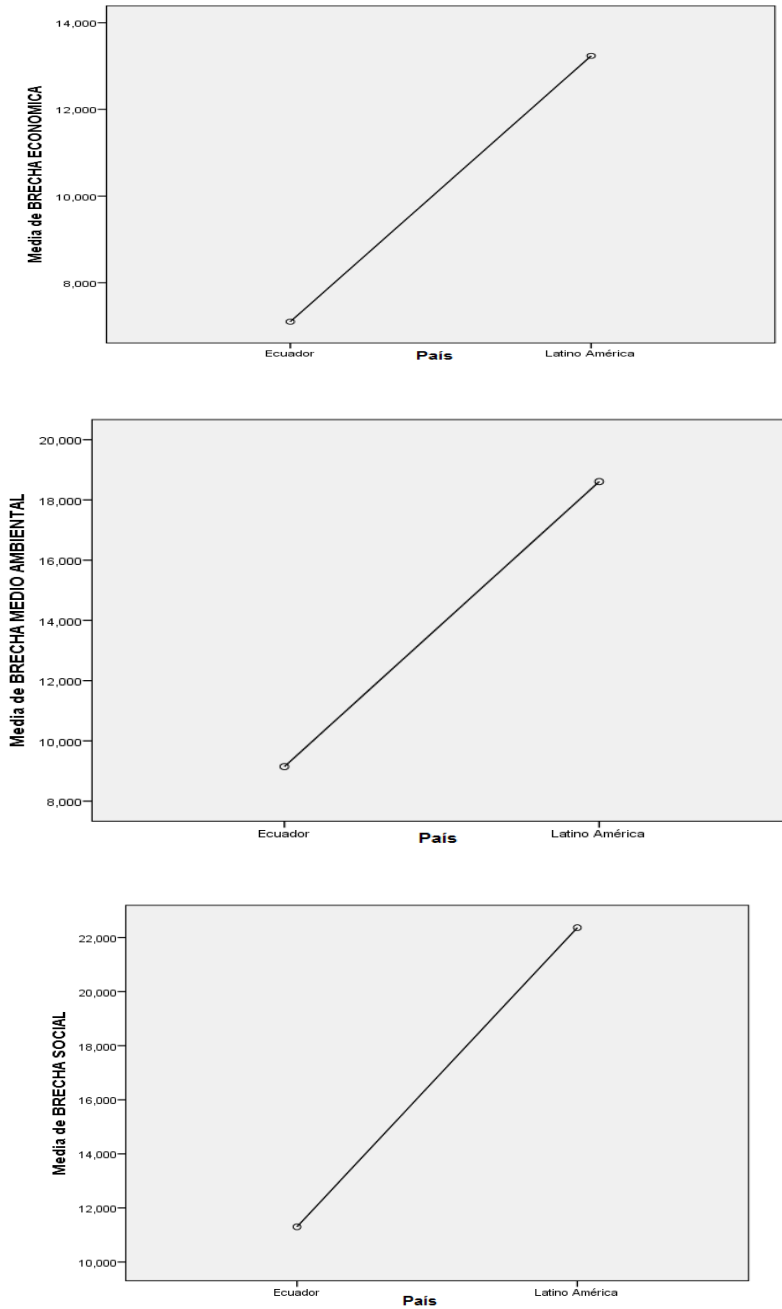 Media de BRECHA ECONOMICA
14,000
12,000
10,000
8,000
Ecuador
Latino América
País
Media de BRECHA MEDIO AMBIENTAL
20,000
18,000
16,000
14,000
12,000
10,000
8,000
Ecuador
Latino América
País
Media de BRECHA SOCIAL
22,000
20,000
18,000
16,000
14,000
12,000
10,000
Ecuador
Latino América
País